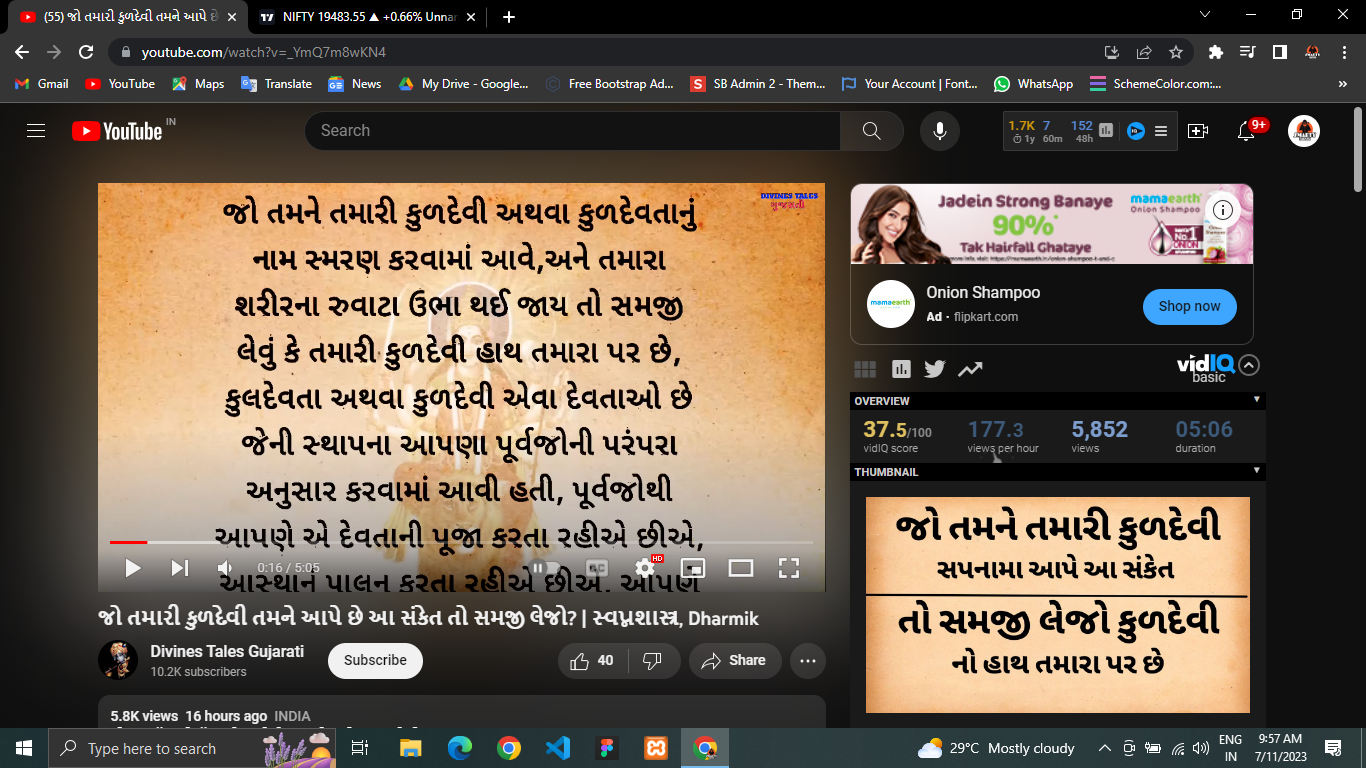 (55) જો તમારી કુળદેવી તમને આપે છે
NIFTY 19483.55 ▲ +0.66% Unnar
youtube.com/watch?v=_YmQ7m8wKN4
Gmail YouTube Maps Translate News My Drive - Google... Free Bootstrap Ad... SB Admin 2 - Them... Your Account | Font... WhatsApp SchemeColor.com:... »
YouTube IN
Search
1.7K 7 152
1y 60m 48h
9+
DIVINES TALES
ગુજરાતી
જો તમને તમારી કુળદેવી અથવા કુળદેવતાનું
નામ સ્મરણ કરવામાં આવે,અને તમારા
શરીરના રુવાટા ઉભા થઈ જાય તો સમજી
લેવું કે તમારી કુળદેવી હાથ તમારા પર છે,
કુલદેવતા અથવા કુળદેવી એવા દેવતાઓ છે
જેની સ્થાપના આપણા પૂર્વજોની પરંપરા
અનુસાર કરવામાં આવી હતી, પૂર્વજોથી
આપણે એ દેવતાની પૂજા કરતા રહીએ છીએ,
આસ્થાન પાલન કરતા રહીએ છીએ, આપણ
0:16 / 5:05
HD
જો તમારી કુળદેવી તમને આપે છે આ સંકેત તો સમજી લેજો? | સ્વપ્નશાસ્ત્ર, Dharmik
Divines Tales Gujarati
10.2K subscribers
Subscribe
40
Share
5.8K views 16 hours ago INDIA
Jadein Strong Banaye
90%*
Tak Hairfall Ghataye
mamaearth
Onion Shampoo
No.1
ONION
mamaearth
Onion Shampoo
Ad · flipkart.com
Shop now
vidIQ
basic
OVERVIEW
37.5/100 177.3 5,852 05:06
vidIQ score views per hour views duration
THUMBNAIL
જો તમને તમારી કુળદેવી
સપનામા આપે આ સંકેત
તો સમજી લેજો કુળદેવી
નો હાથ તમારા પર છે
Type here to search
29°C Mostly cloudy
ENG
IN
9:57 AM
7/11/2023